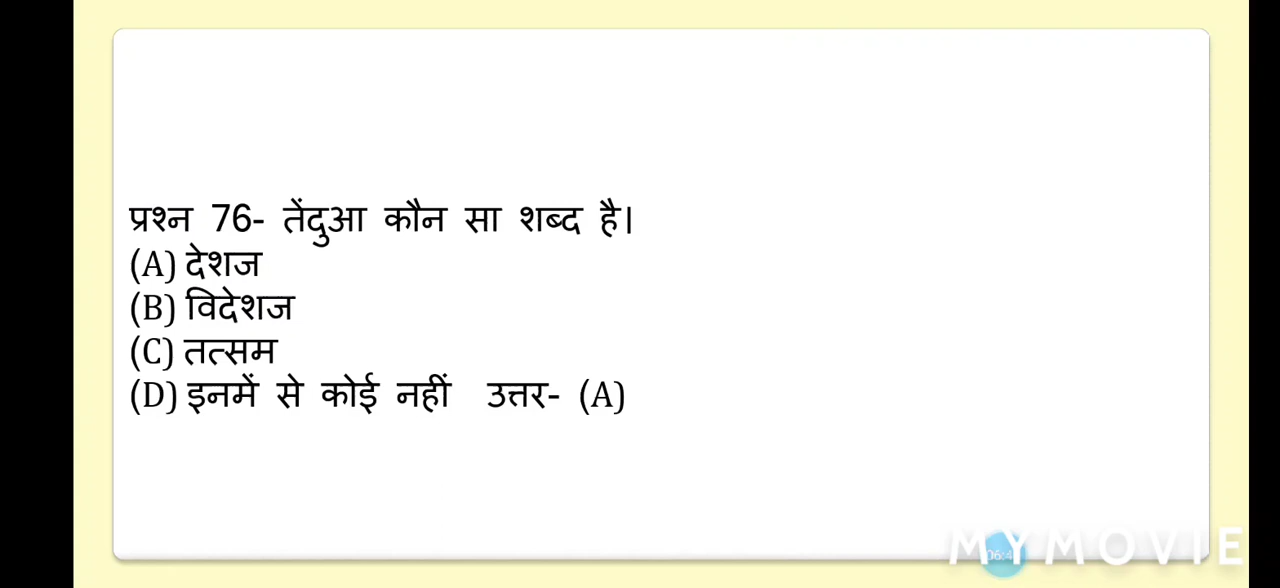 प्रश्न 76- तेंदुआ कौन सा शब्द है।
(A) देशज
(B) विदेशज
(C) तत्सम
(D) इनमें से कोई नहीं उत्तर- (A)
MYMOVIE